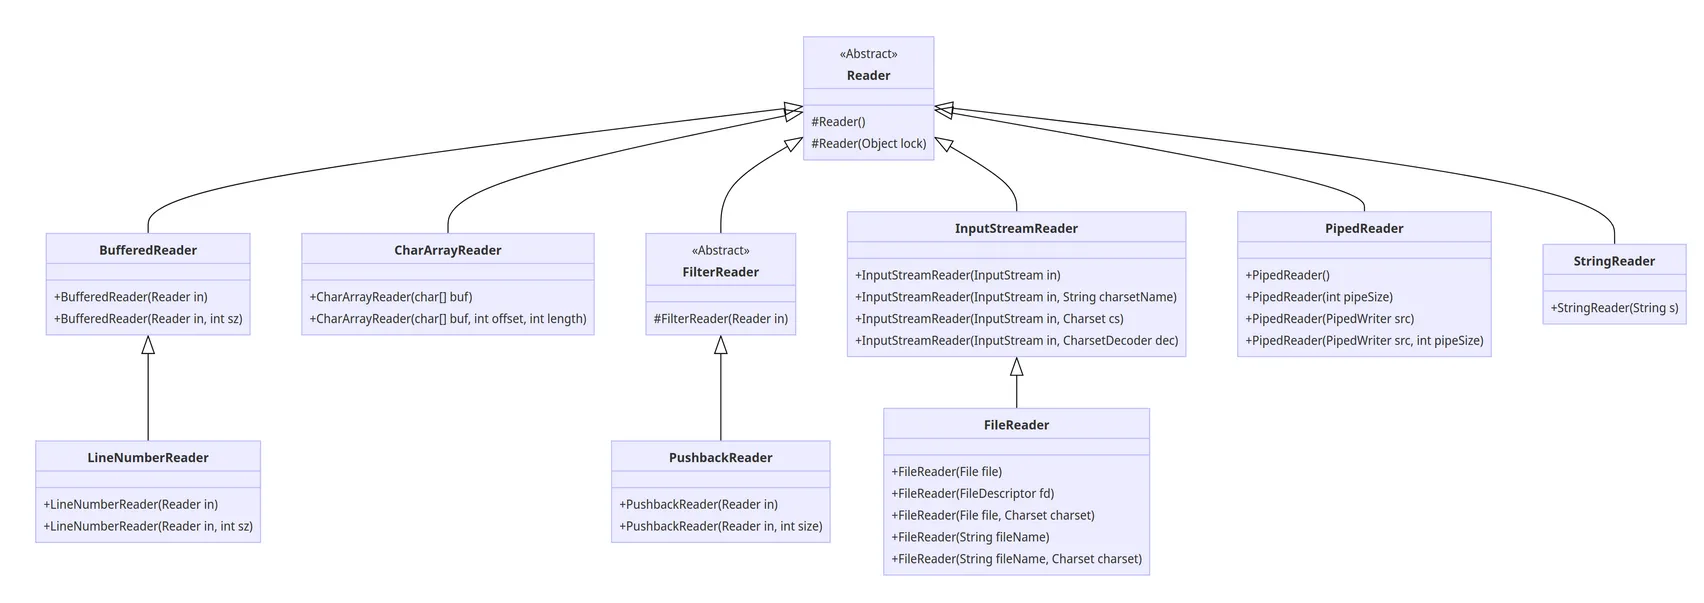 «Abstract»
Reader
#Reader()
#Reader(Object lock)
BufferedReader
+BufferedReader(Reader in)
+BufferedReader(Reader in, int sz)
CharArrayReader
+CharArrayReader(char[] buf)
+CharArrayReader(char[] buf, int offset, int length)
«Abstract»
FilterReader
#FilterReader(Reader in)
InputStreamReader
+InputStreamReader(InputStream in)
+InputStreamReader(InputStream in, String charsetName)
+InputStreamReader(InputStream in, Charset cs)
+InputStreamReader(InputStream in, CharsetDecoder dec)
PipedReader
+PipedReader()
+PipedReader(int pipeSize)
+PipedReader(PipedWriter src)
+PipedReader(PipedWriter src, int pipeSize)
StringReader
+StringReader(String s)
LineNumberReader
+LineNumberReader(Reader in)
+LineNumberReader(Reader in, int sz)
PushbackReader
+PushbackReader(Reader in)
+PushbackReader(Reader in, int size)
FileReader
+FileReader(File file)
+FileReader(FileDescriptor fd)
+FileReader(File file, Charset charset)
+FileReader(String fileName)
+FileReader(String fileName, Charset charset)